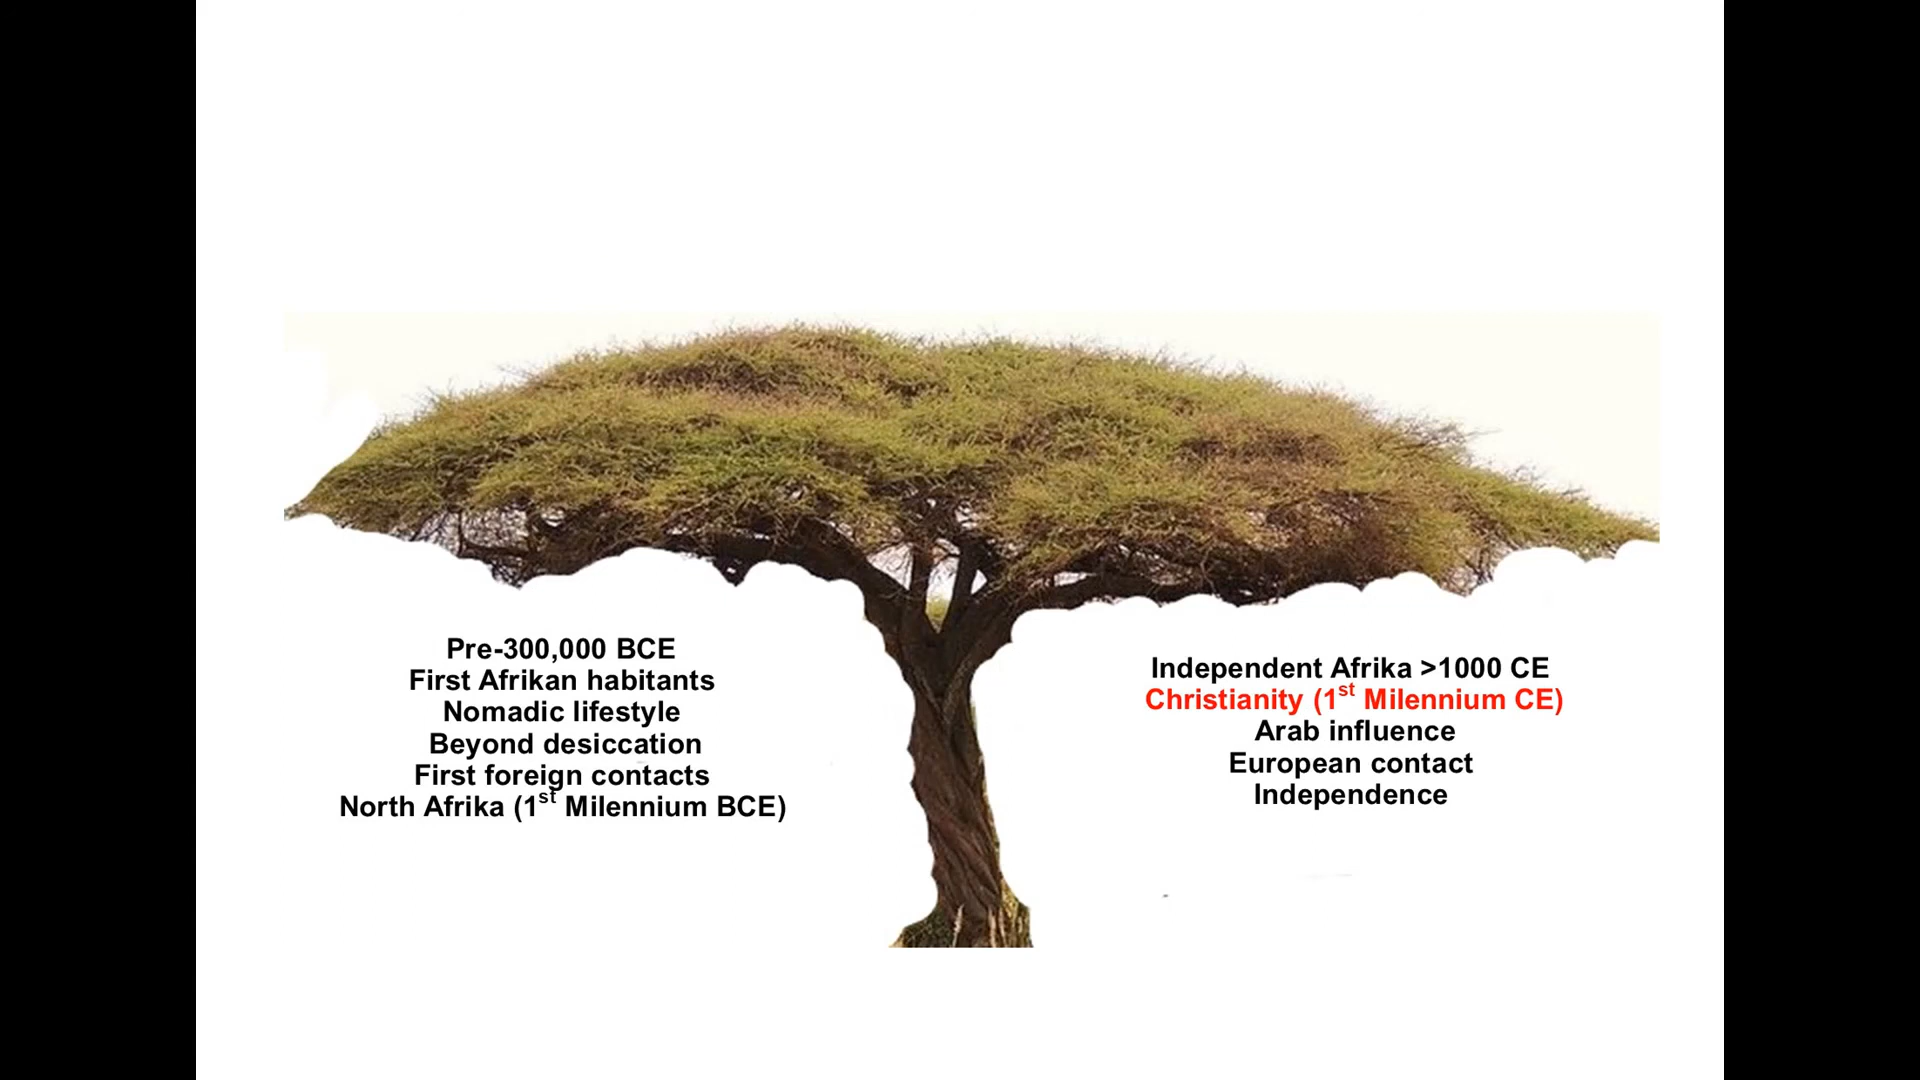 Pre-300,000 BCE
First Afrikan habitants
Nomadic lifestyle
Beyond desiccation
First foreign contacts
North Afrika (1st Milennium BCE)
Independent Afrika >1000 CE
Christianity (1st Milennium CE)
Arab influence
European contact
Independence